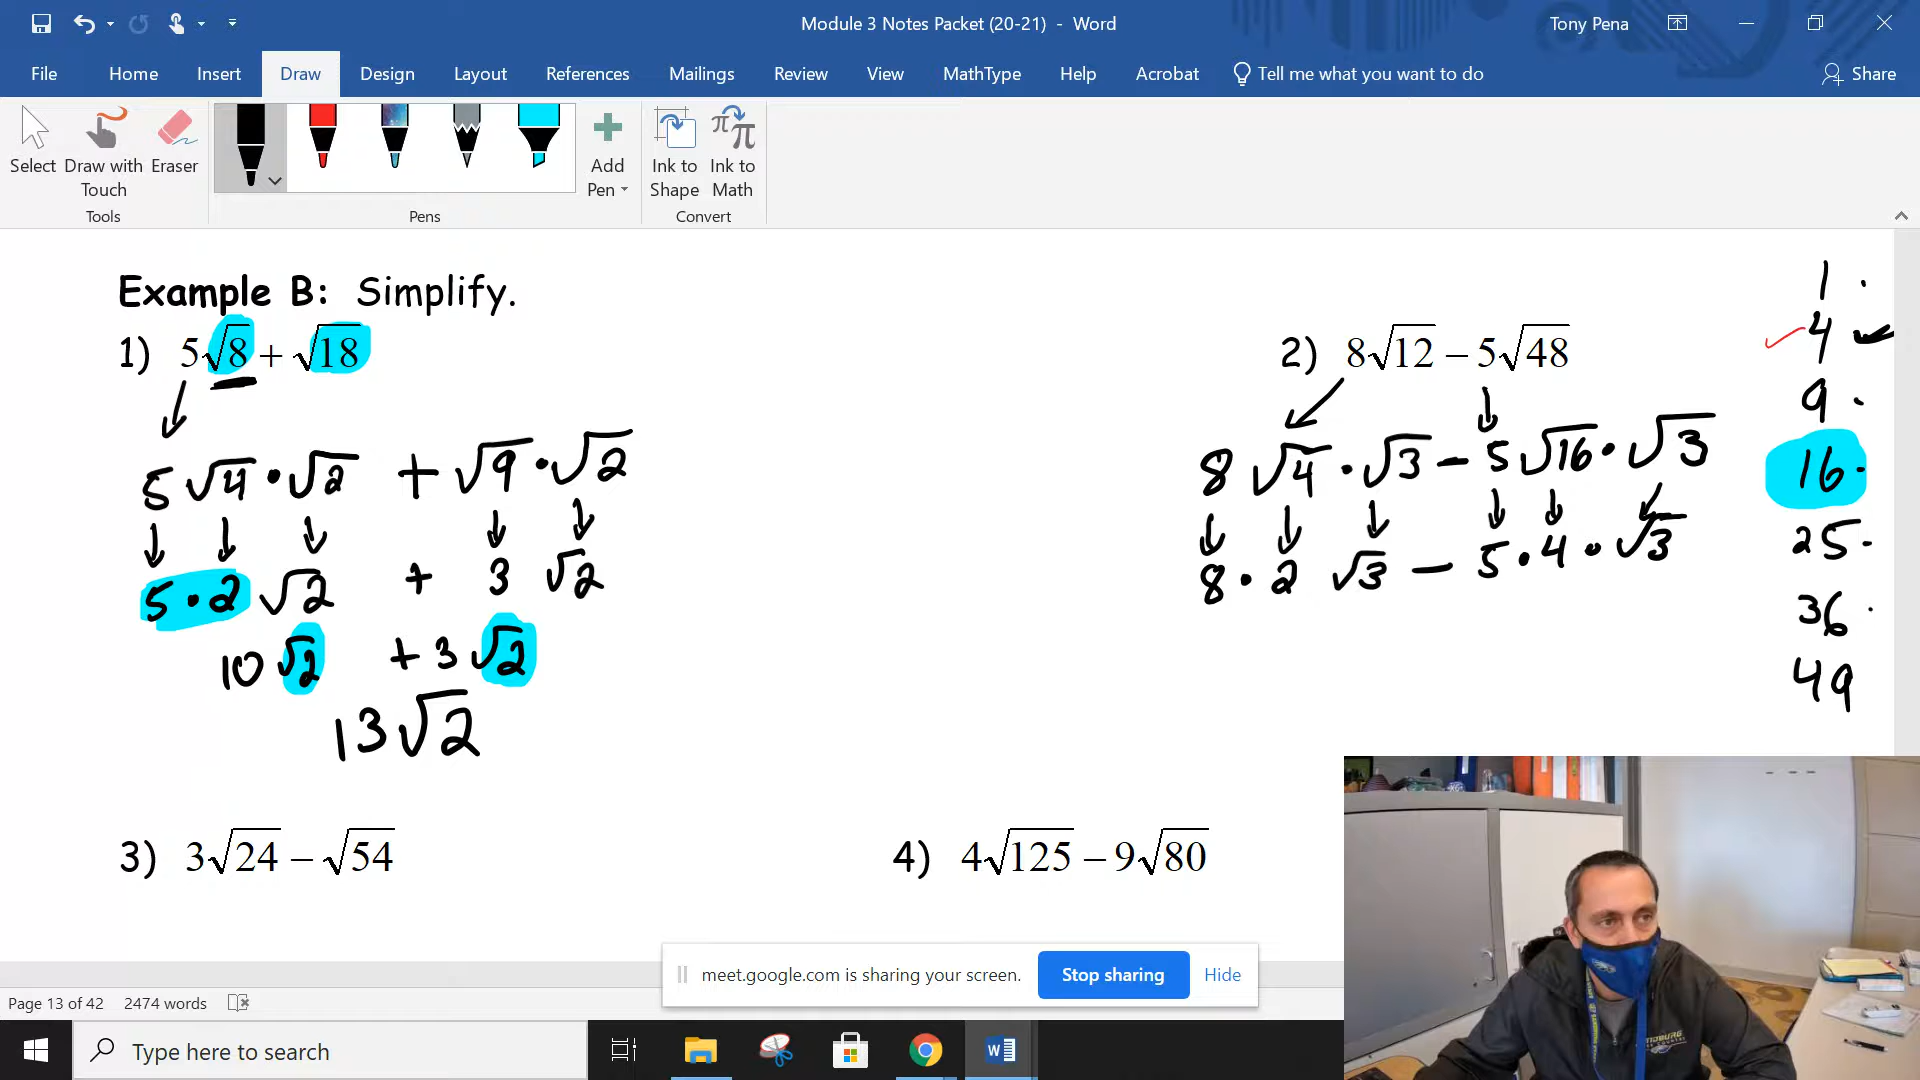 Module 3 Notes Packet (20-21) - Word
Tony Pena
File Home Insert Draw Design Layout References Mailings Review View MathType Help Acrobat Tell me what you want to do Share
Select Draw with Touch Eraser
Add Pen
Ink to Shape
Ink to Math
Tools Pens Convert
Example B: Simplify.
1) 5√8 + √18
5√4 • √2 + √9 • √2
5 • 2 √2 + 3 √2
10√2 + 3√2
13√2
2) 8√12 – 5√48
8√4 • √3 – 5√16 • √3
8 • 2 √3 – 5 • 4 • √3
1
4
9
16
25
36
49
3) 3√24 – √54
4) 4√125 – 9√80
meet.google.com is sharing your screen. Stop sharing Hide
Page 13 of 42 2474 words
Type here to search